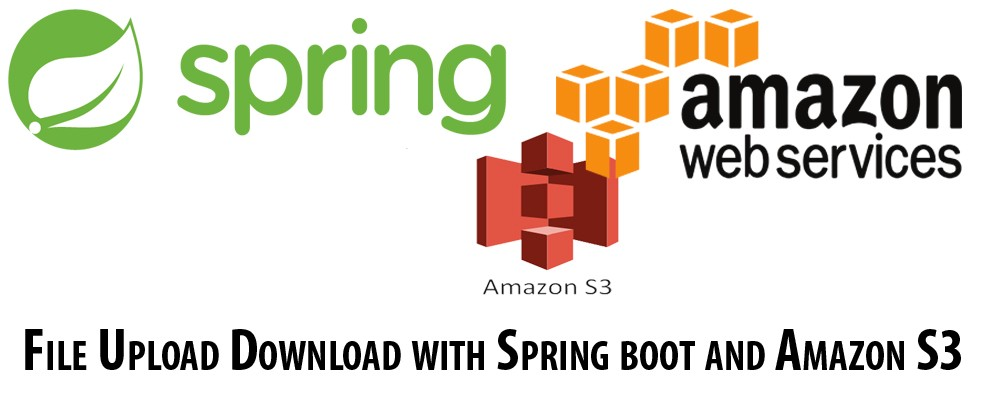 spring
amazon
web services
Amazon S3
File Upload Download with Spring boot and Amazon S3